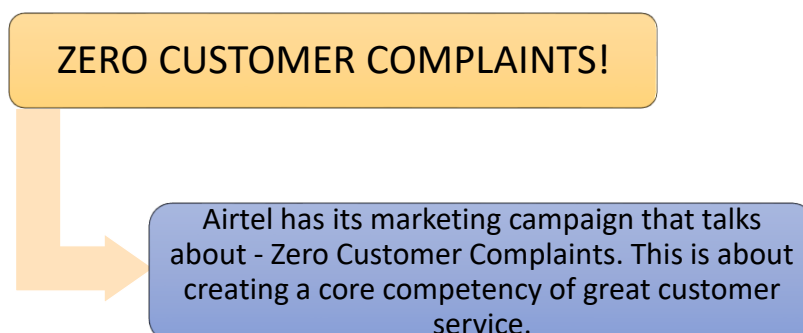 ZERO CUSTOMER COMPLAINTS!
Airtel has its marketing campaign that talks
about - Zero Customer Complaints. This is about
creating a core competency of great customer
service.